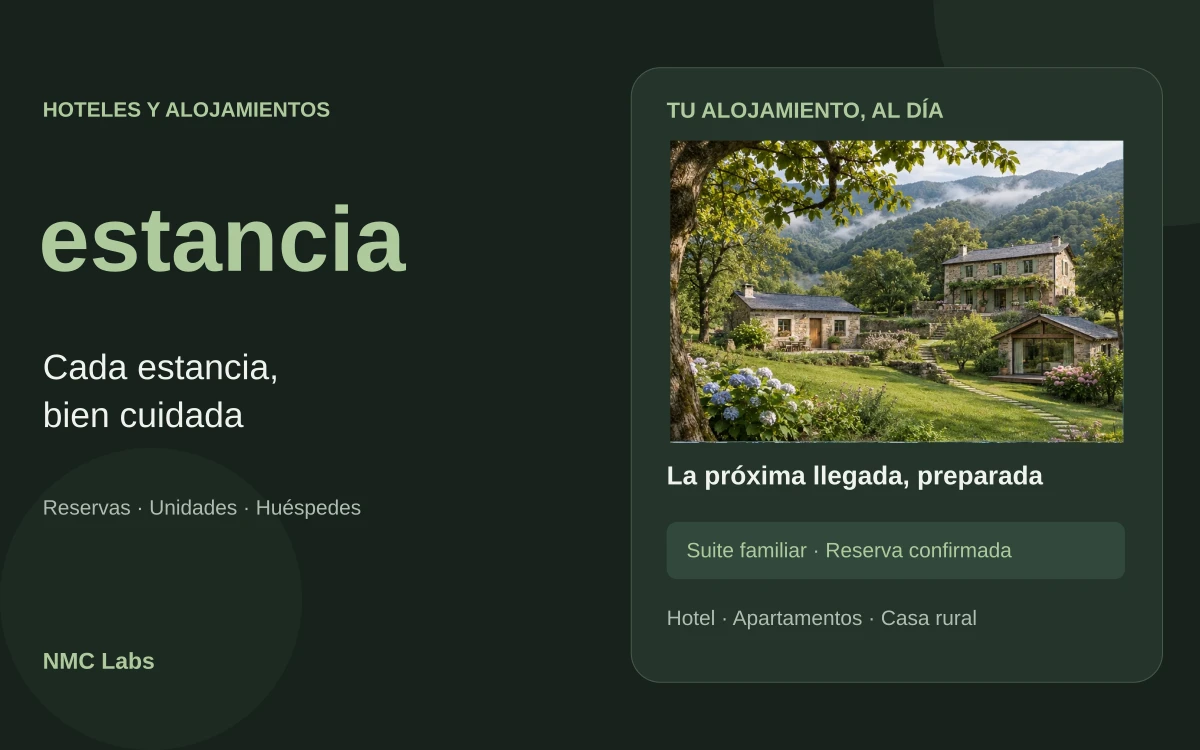 HOTELES Y ALOJAMIENTOS
estancia
Cada estancia,
bien cuidada
Reservas · Unidades · Huéspedes
NMC Labs
TU ALOJAMIENTO, AL DÍA
La próxima llegada, preparada
Suite familiar · Reserva confirmada
Hotel · Apartamentos · Casa rural